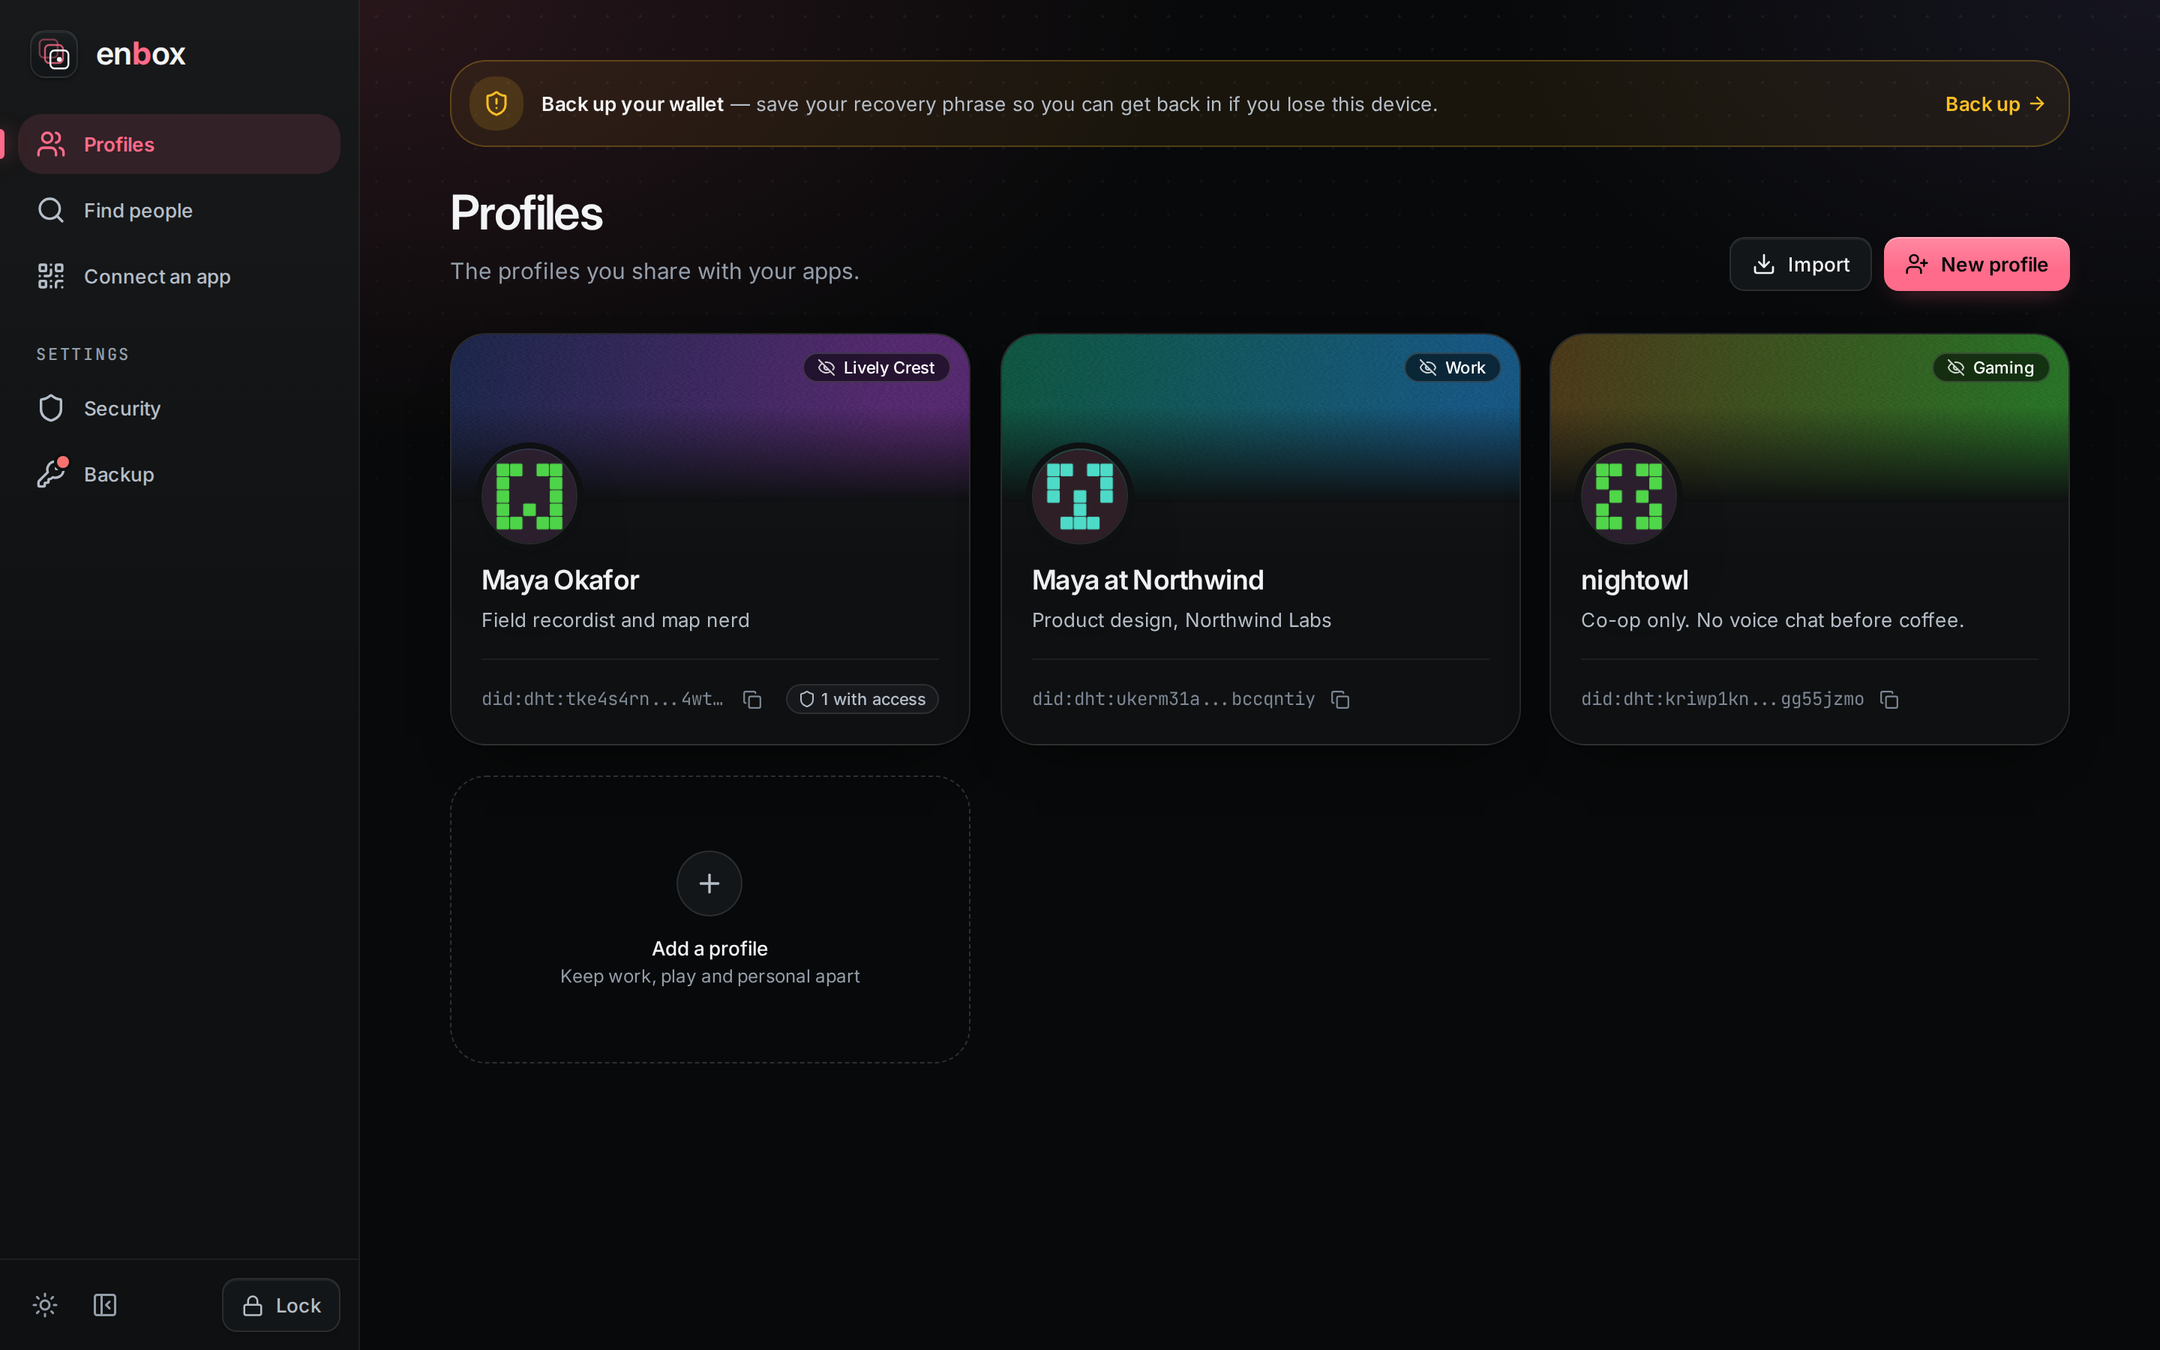 enbox
Profiles
Find people
Connect an app
SETTINGS
Security
Backup
Lock
Back up your wallet — save your recovery phrase so you can get back in if you lose this device.
Back up →
Profiles
The profiles you share with your apps.
Import
New profile
Lively Crest
Maya Okafor
Field recordist and map nerd
did:dht:tke4s4rn...4wt…
1 with access
Work
Maya at Northwind
Product design, Northwind Labs
did:dht:ukerm31a...bccqntiy
Gaming
nightowl
Co-op only. No voice chat before coffee.
did:dht:kriwp1kn...gg55jzmo
Add a profile
Keep work, play and personal apart